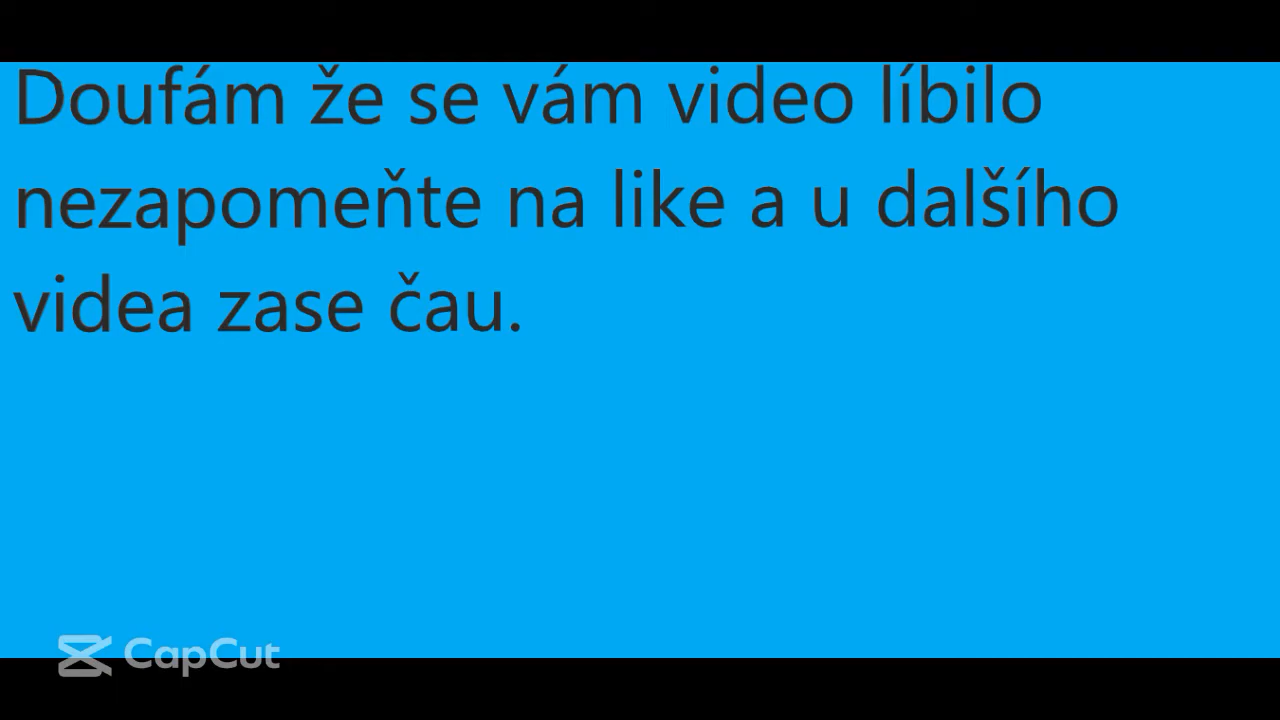 Doufám že se vám video líbilo
nezapomeňte na like a u dalšího
videa zase čau.
CapCut